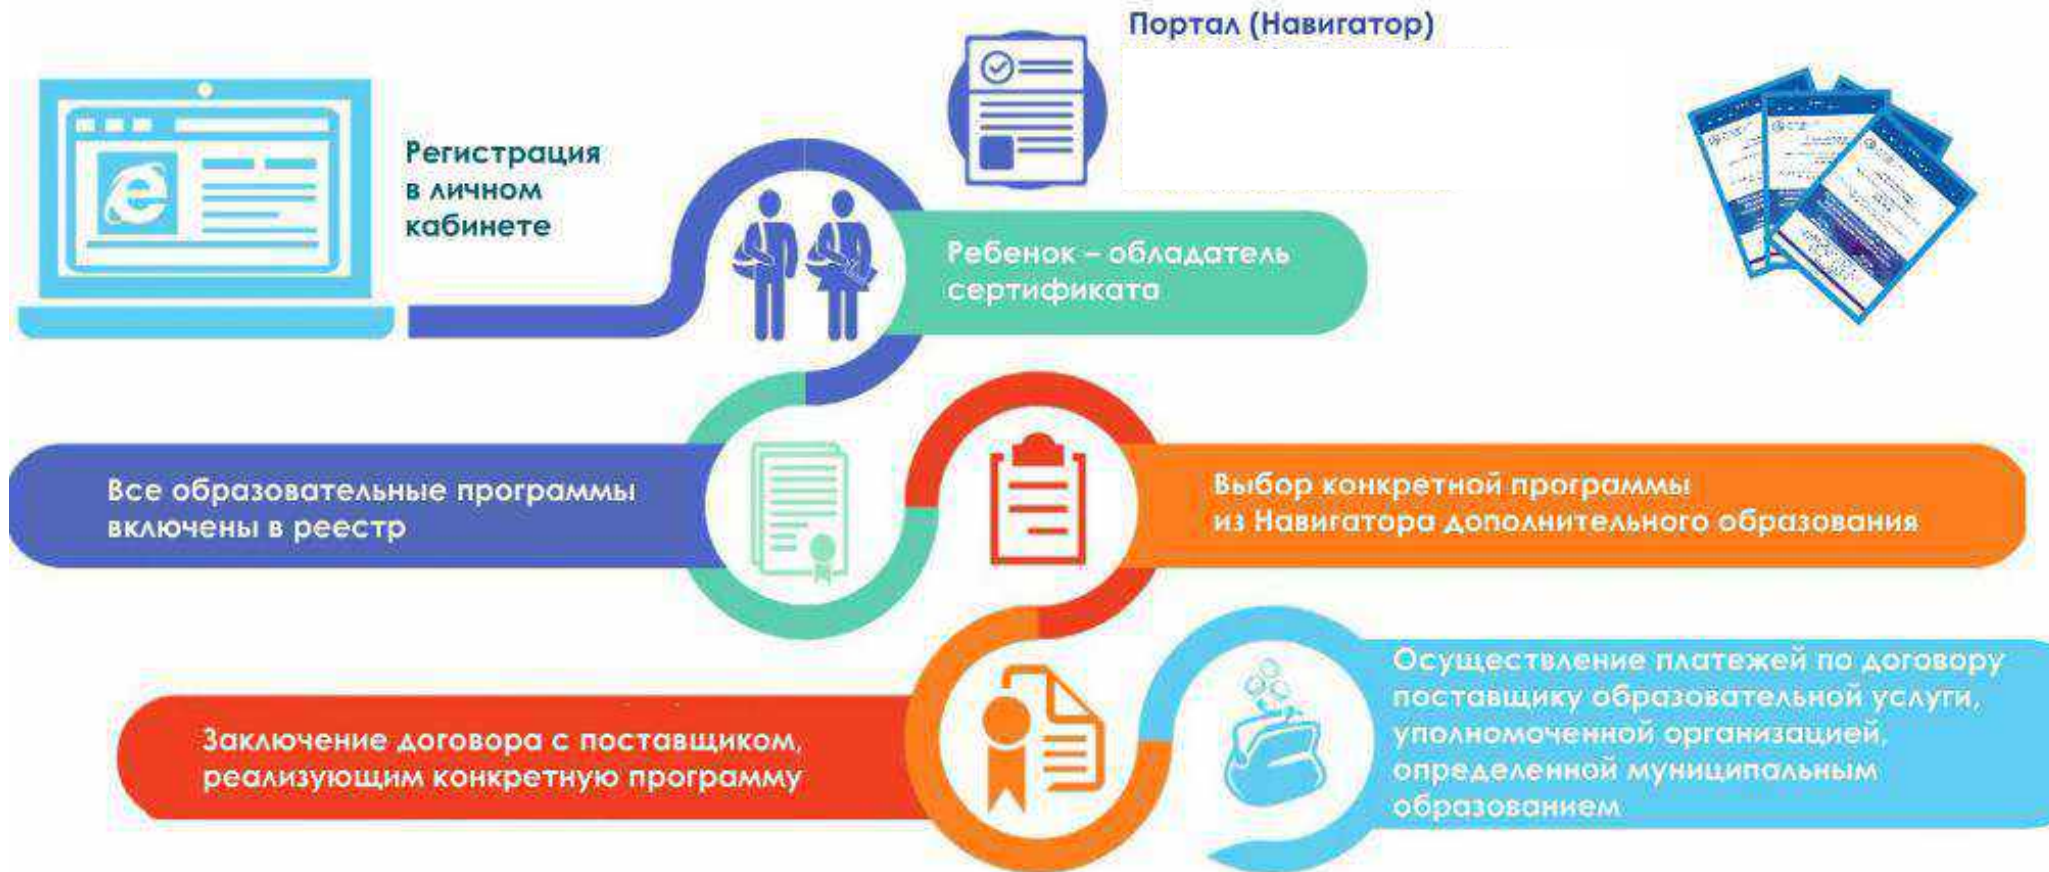 Портал (Навигатор)
Регистрация
в личном
кабинете
Ребенок – обладатель
сертификата
Все образовательные программы
включены в реестр
Выбор конкретной программы
из Навигатора дополнительного образования
Заключение договора с поставщиком,
реализующим конкретную программу
Осуществление платежей по договору
поставщику образовательной услуги,
уполномоченной организацией,
определенной муниципальным
образованием